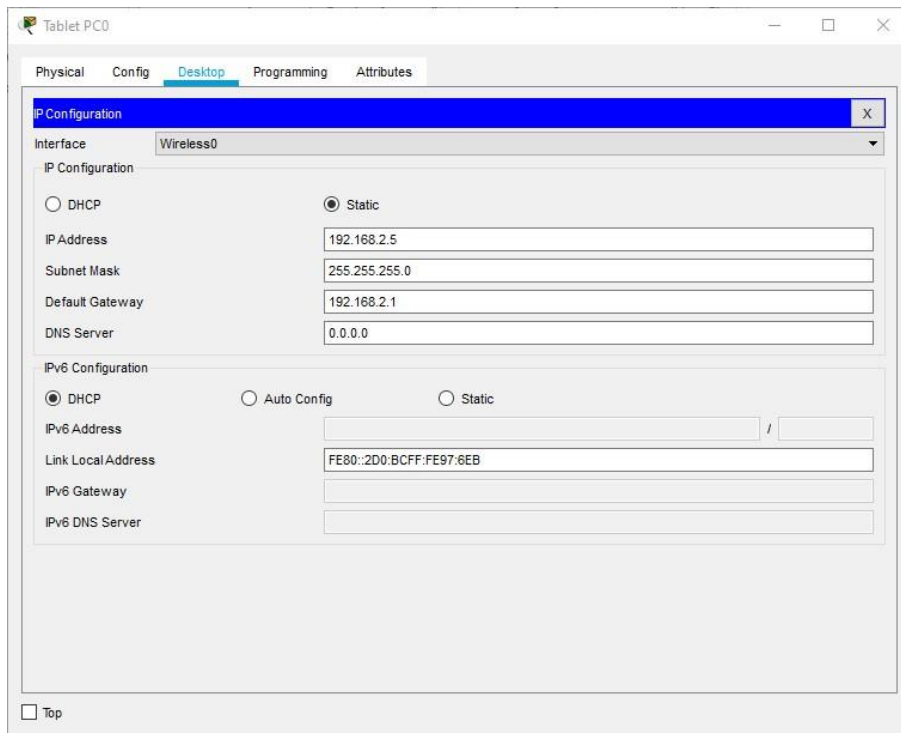 Tablet PC0
Physical Config Desktop Programming Attributes
IP Configuration X
Interface Wireless0
IP Configuration
DHCP Static
IP Address 192.168.2.5
Subnet Mask 255.255.255.0
Default Gateway 192.168.2.1
DNS Server 0.0.0.0
IPv6 Configuration
DHCP Auto Config Static
IPv6 Address /
Link Local Address FE80::2D0:BCFF:FE97:6EB
IPv6 Gateway
IPv6 DNS Server
Top